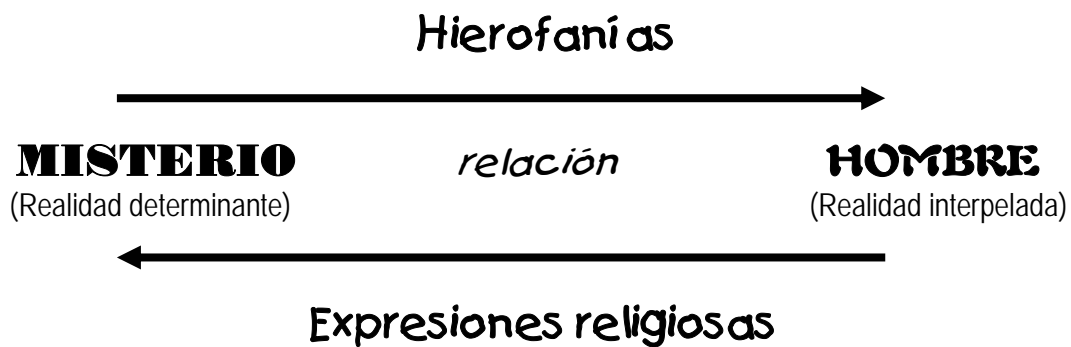 Hierofanías
MISTERIO relación HOMBRE
(Realidad determinante) (Realidad interpelada)
Expresiones religiosas